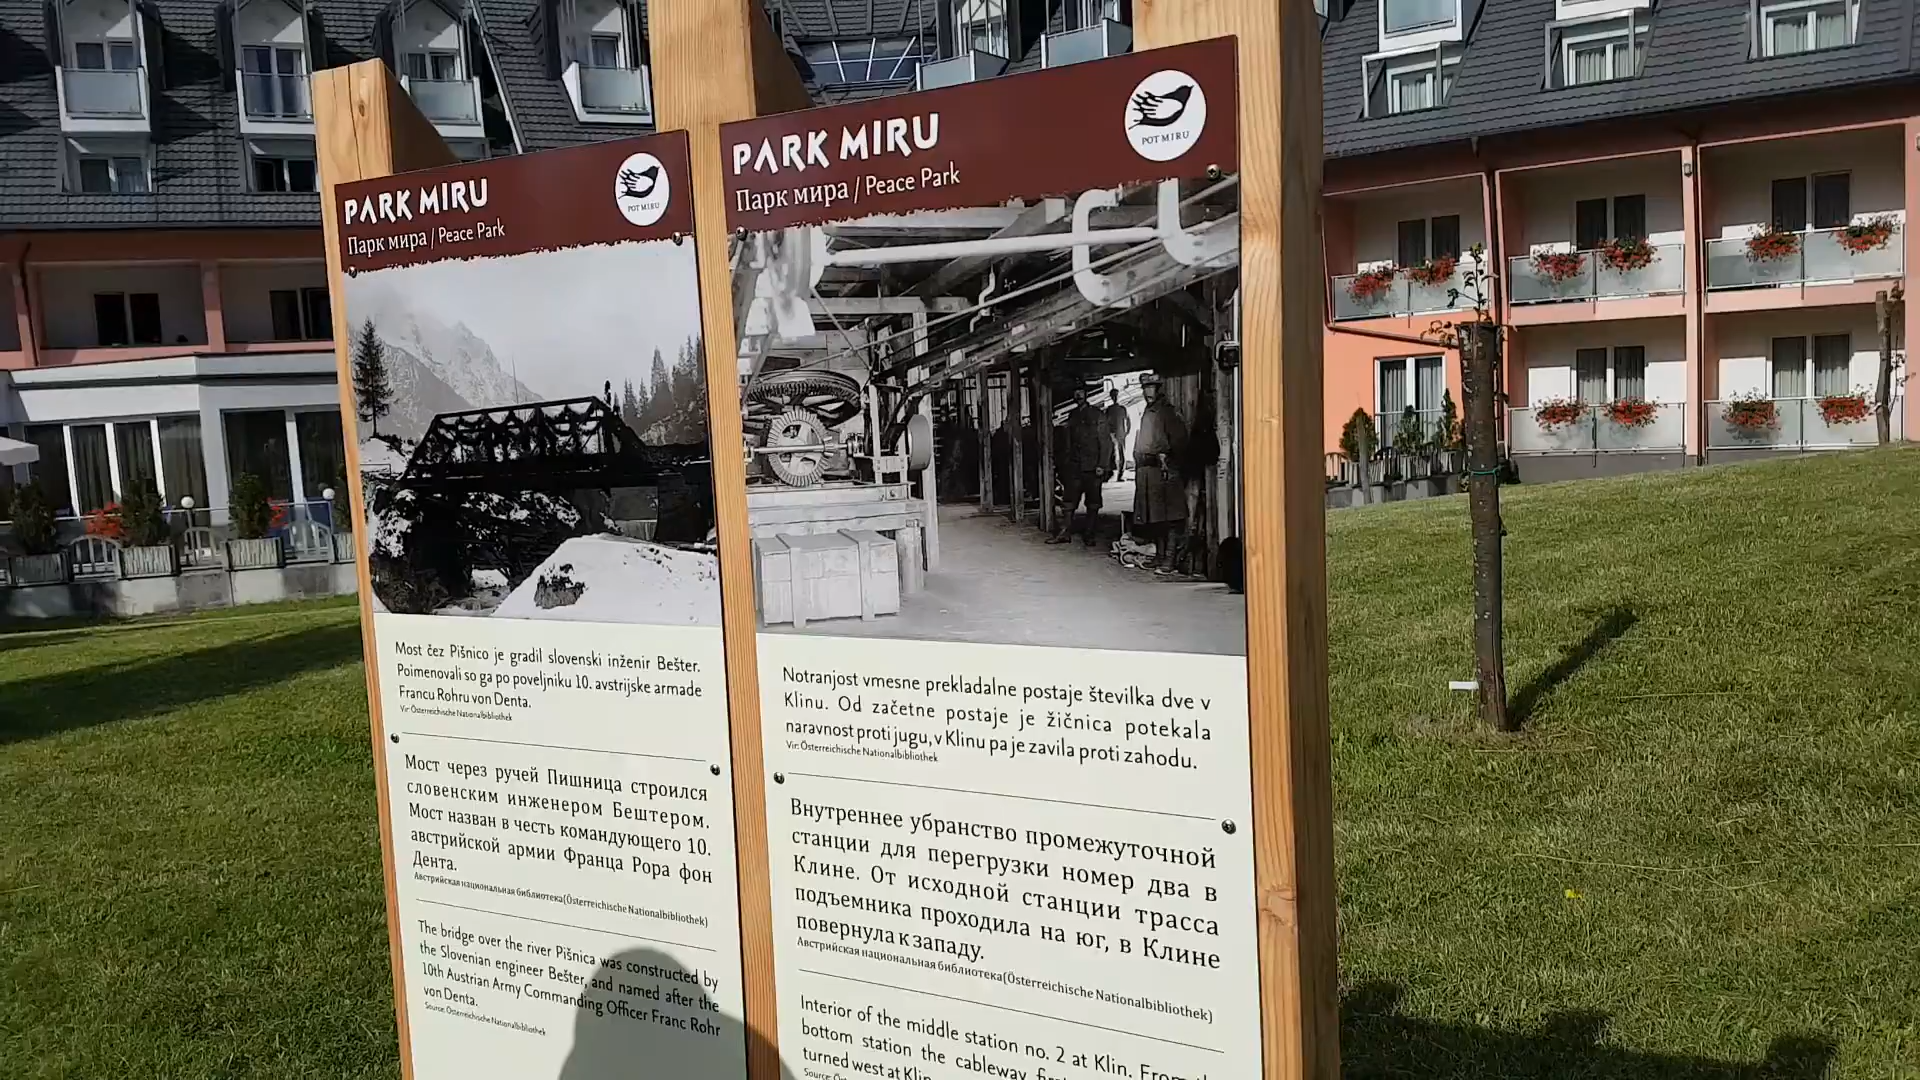 PARK MIRU
Парк мира / Peace Park
POT MIRU
Most čez Pišnico je gradil slovenski inženir Bešter.
Poimenovali so ga po poveljniku 10. avstrijske armade
Francu Rohru von Denta.
Vir: Österreichische Nationalbibliothek
Мост через ручей Пишница строился
словенским инженером Бештером.
Мост назван в честь командующего 10.
австрийской армии Франца Рора фон
Дента.
Австрийская национальная библиотека(Österreichische Nationalbibliothek)
The bridge over the river Pišnica was constructed by
the Slovenian engineer Bešter, and named after the
10th Austrian Army Commanding Officer Franc Rohr
von Denta.
Source: Österreichische Nationalbibliothek
PARK MIRU
Парк мира / Peace Park
POT MIRU
Notranjost vmesne prekladalne postaje številka dve v
Klinu. Od začetne postaje je žičnica potekala
naravnost proti jugu, v Klinu pa je zavila proti zahodu.
Vir: Österreichische Nationalbibliothek
Внутреннее убранство промежуточной
станции для перегрузки номер два в
Клине. От исходной станции трасса
подъемника проходила на юг, в Клине
повернула к западу.
Австрийская национальная библиотека(Österreichische Nationalbibliothek)
Interior of the middle station no. 2 at Klin. From
bottom station the cableway
turned west at Klin
Source: